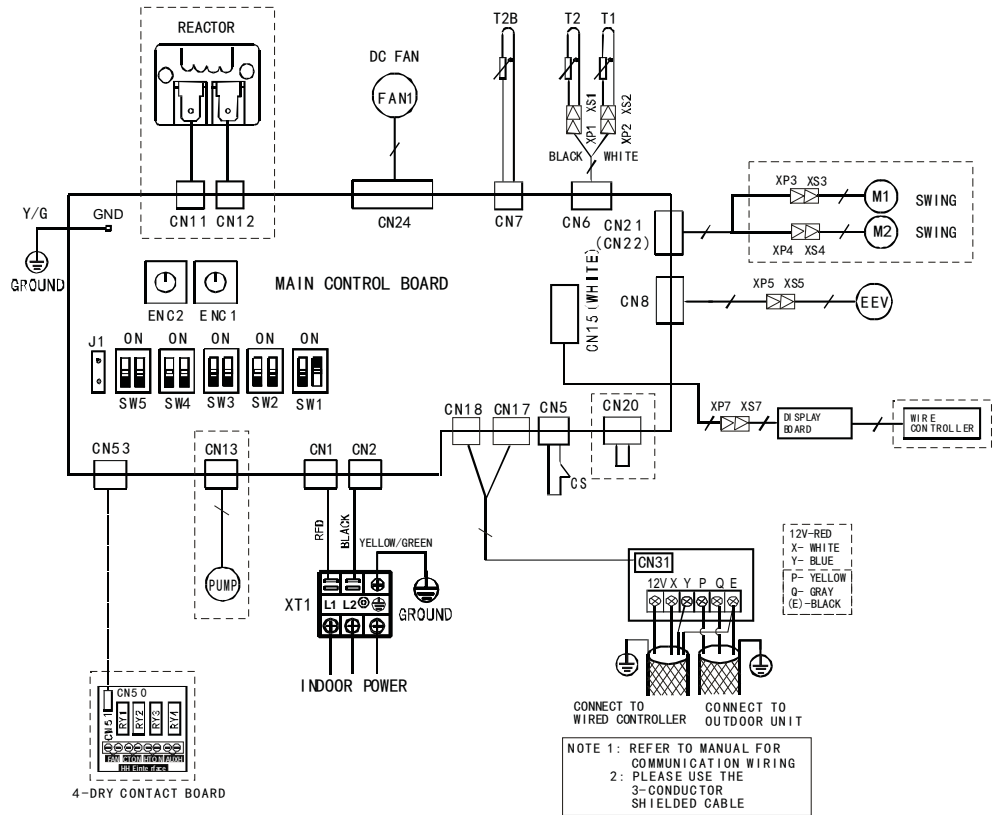 REACTOR
DC FAN
FAN1
T2B
T2
T1
XP1 XS1
XP2 XS2
BLACK
WHITE
Y/G
GND
GROUND
CN11
CN12
CN24
CN7
CN6
CN21
(CN22)
XP3 XS3
M1
SWING
XP4 XS4
M2
SWING
MAIN CONTROL BOARD
ENC2
ENC1
CN15 (WHITE)
CN8
XP5 XS5
EEV
J1
ON
ON
ON
ON
ON
SW5
SW4
SW3
SW2
SW1
XP7 XS7
DISPLAY
BOARD
WIRE
CONTROLLER
CN18
CN17
CN5
CN20
CS
CN53
CN13
CN1
CN2
RED
BLACK
YELLOW/GREEN
PUMP
XT1
L1 L2
GROUND
INDOOR POWER
CN31
12V X Y P Q E
12V-RED
X- WHITE
Y- BLUE
P- YELLOW
Q- GRAY
(E)-BLACK
CONNECT TO
WIRED CONTROLLER
CONNECT TO
OUTDOOR UNIT
NOTE 1: REFER TO MANUAL FOR
COMMUNICATION WIRING
2: PLEASE USE THE
3-CONDUCTOR
SHIELDED CABLE
CN50
CN51
RY1
RY2
RY3
RY4
FAN
4-DRY CONTACT BOARD